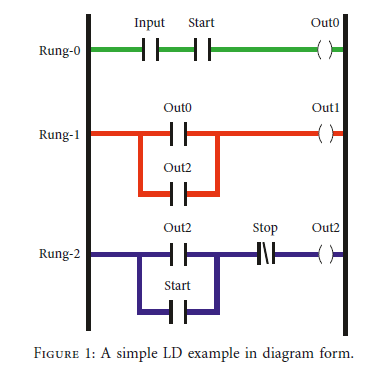 Input Start Out0
Rung-0
Out0 Out1
Rung-1
Out2
Out2 Stop Out2
Rung-2
Start
FIGURE 1: A simple LD example in diagram form.